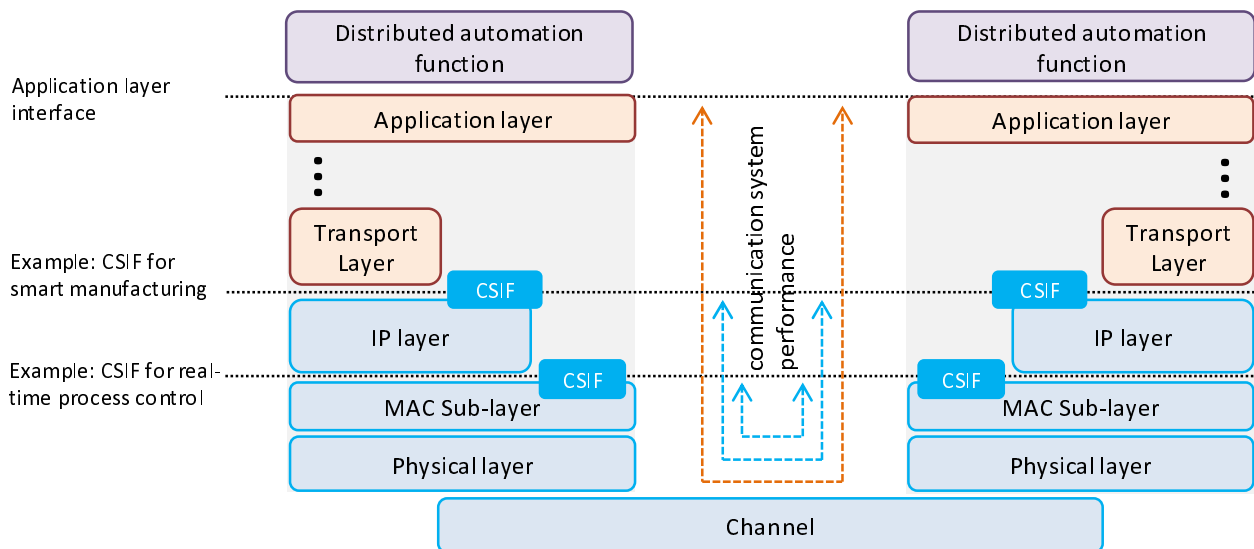 Distributed automation
function
Distributed automation
function
Application layer
interface
Application layer
Application layer
Transport
Layer
Transport
Layer
communication system
performance
Example: CSIF for
smart manufacturing
CSIF
CSIF
IP layer
IP layer
Example: CSIF for real-
time process control
CSIF
CSIF
MAC Sub-layer
MAC Sub-layer
Physical layer
Physical layer
Channel